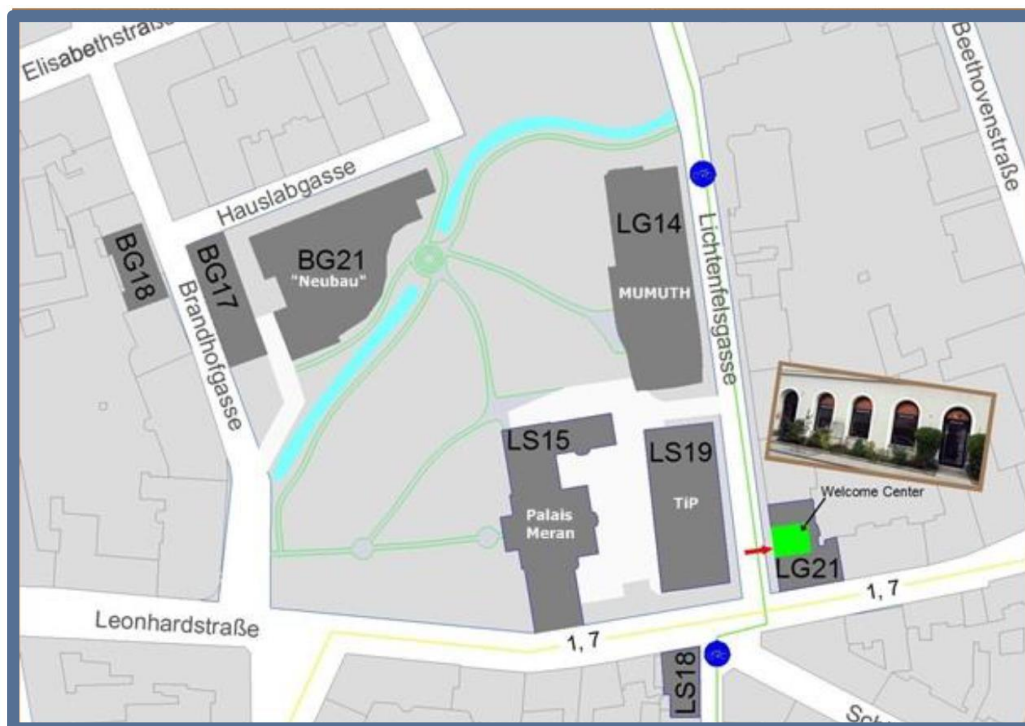 Elisabethstraße
Beethovenstraße
Hauslabgasse
BG18
BG17
Brandhofgasse
BG21
"Neubau"
LG14
MUMUTH
Lichtenfelsgasse
LS15
Palais
Meran
LS19
TiP
Welcome Center
LG21
1, 7
Leonhardstraße
1, 7
LS18